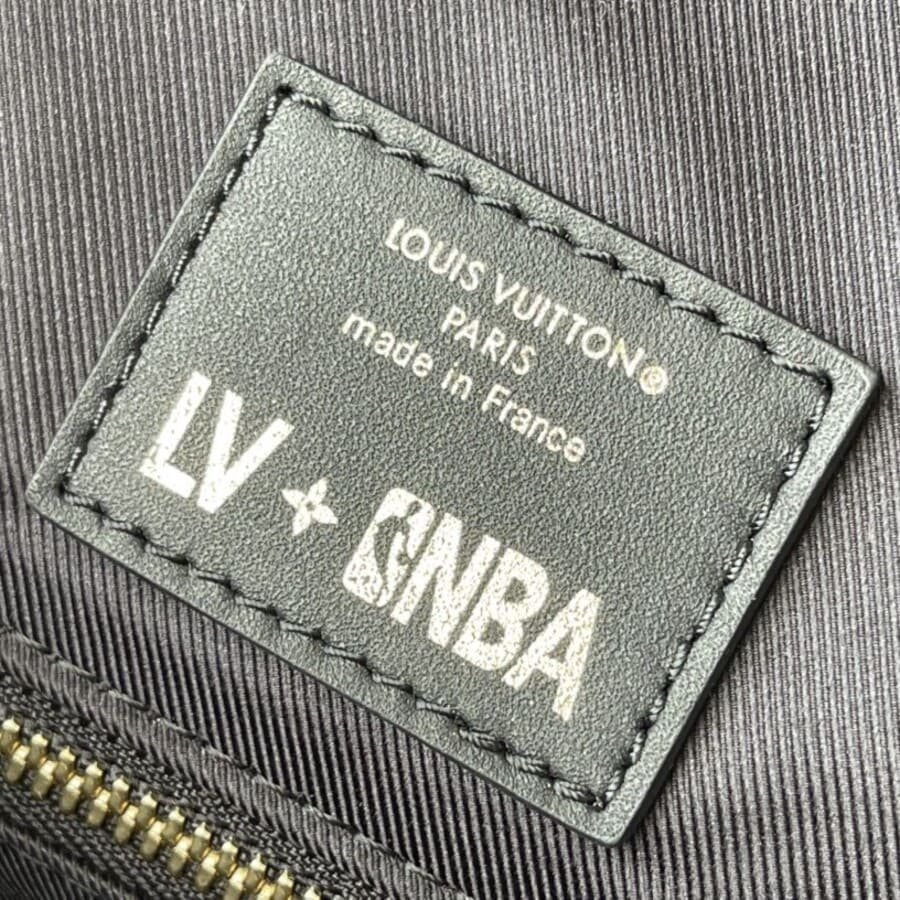 LOUIS VUITTON®
PARIS
made in France
LV NBA